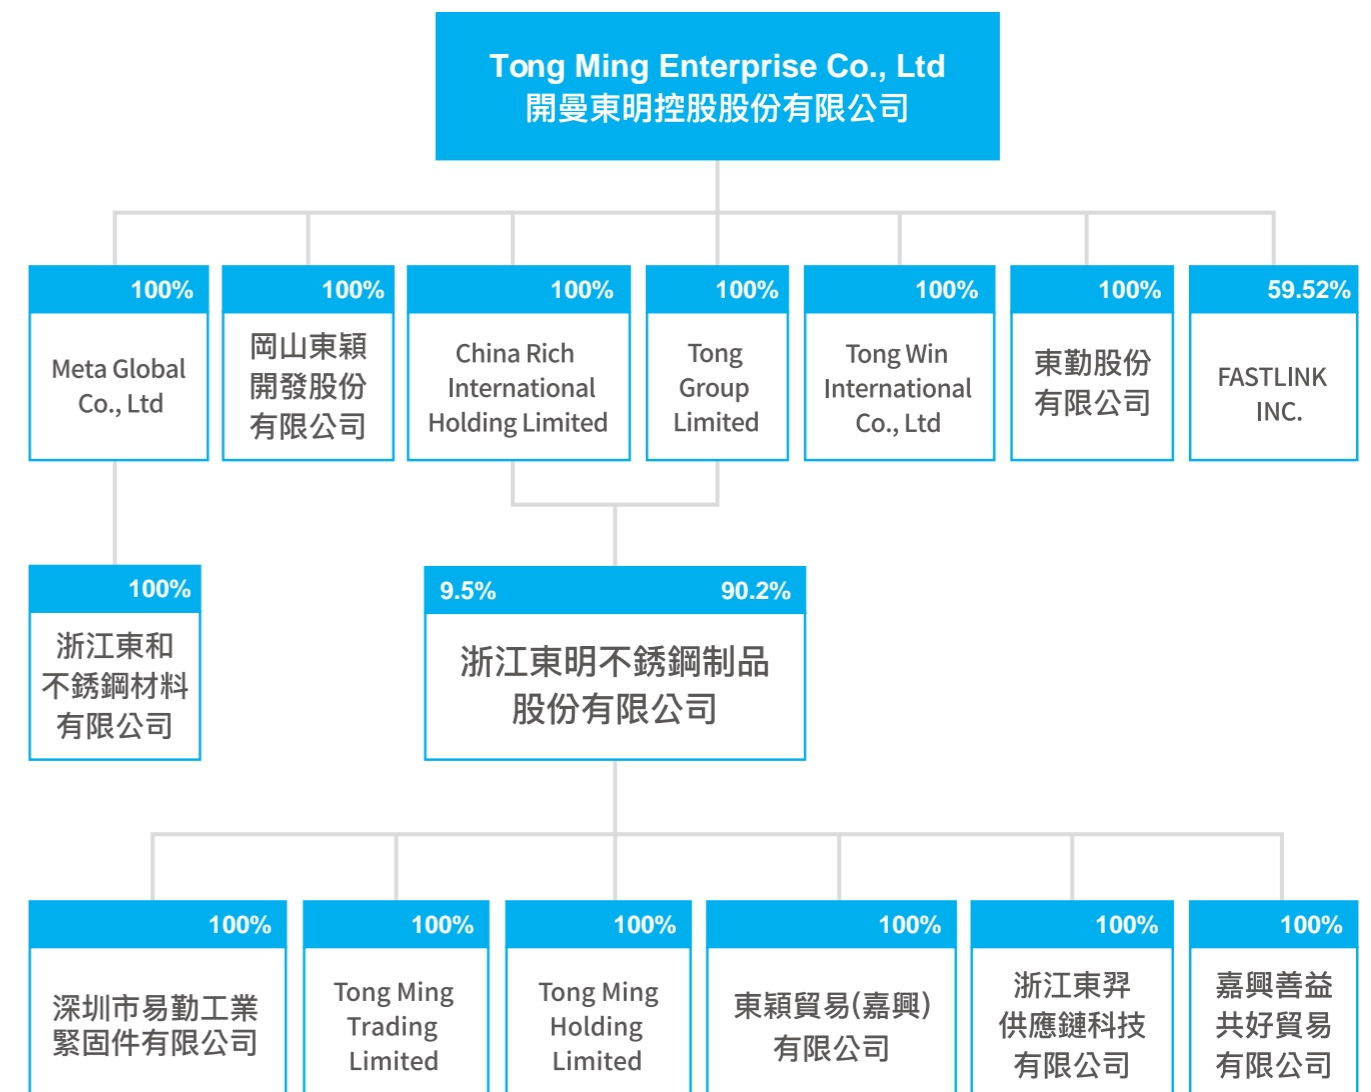 Tong Ming Enterprise Co., Ltd
開曼東明控股股份有限公司
100%
Meta Global
Co., Ltd
100%
岡山東穎
開發股份
有限公司
100%
China Rich
International
Holding Limited
100%
Tong
Group
Limited
100%
Tong Win
International
Co., Ltd
100%
東勤股份
有限公司
59.52%
FASTLINK
INC.
100%
浙江東和
不銹鋼材料
有限公司
9.5% 90.2%
浙江東明不銹鋼制品
股份有限公司
100%
深圳市易勤工業
緊固件有限公司
100%
Tong Ming
Trading
Limited
100%
Tong Ming
Holding
Limited
100%
東穎貿易(嘉興)
有限公司
100%
浙江東羿
供應鏈科技
有限公司
100%
嘉興善益
共好貿易
有限公司